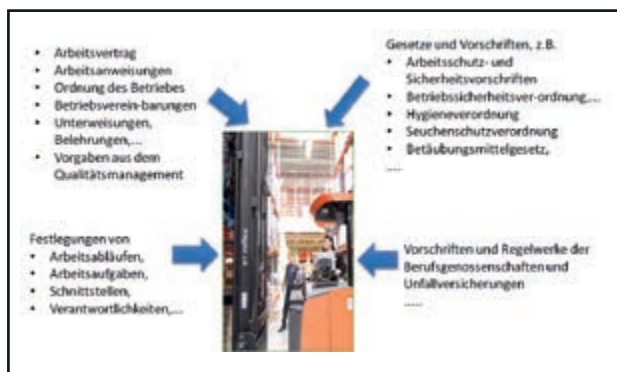 • Arbeitsvertrag
• Arbeitsanweisungen
• Ordnung des Betriebes
• Betriebsverein-barungen
• Unterweisungen,
Belehrungen,...
• Vorgaben aus dem
Qualitätsmanagement
Gesetze und Vorschriften, z.B.
• Arbeitsschutz- und
Sicherheitsvorschriften
• Betriebssicherheitsver-ordnung,...
• Hygieneverordnung
• Seuchenschutzverordnung
• Betäubungsmittelgesetz,
.....
Festlegungen von
• Arbeitsabläufen,
• Arbeitsaufgaben,
• Schnittstellen,
• Verantwortlichkeiten,...
Vorschriften und Regelwerke der
Berufsgenossenschaften und
Unfallversicherungen
.....